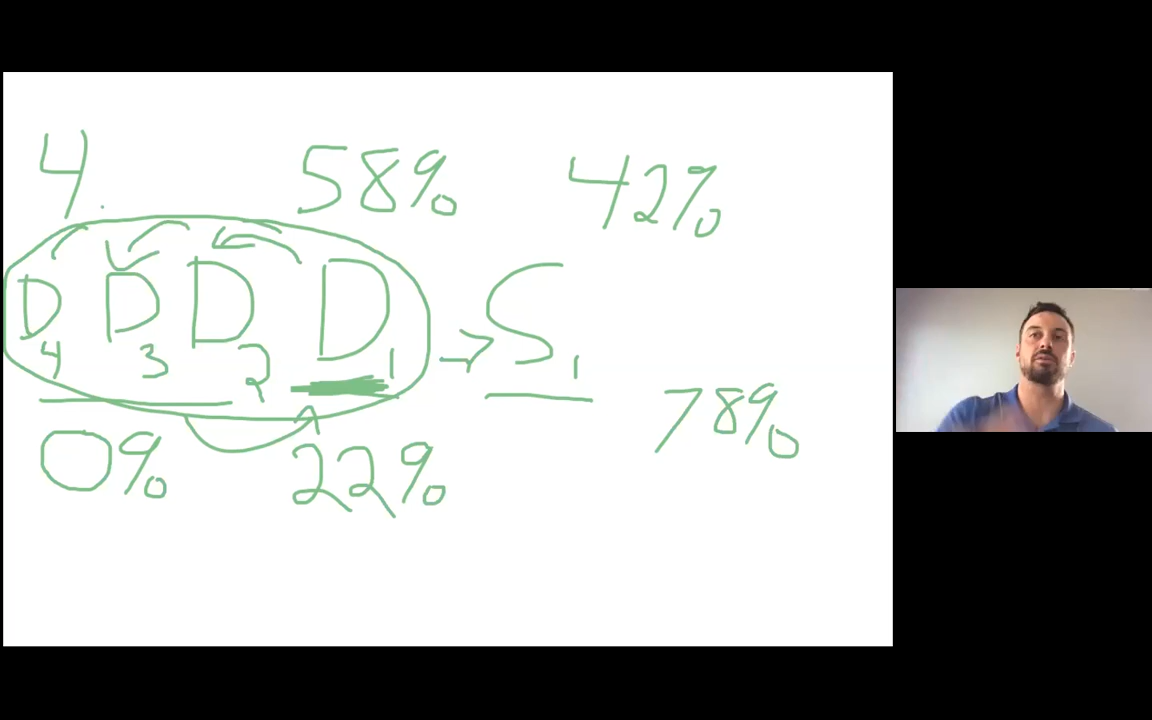 4. 58% 42%
D4 D3 D2 D1 → S1
78%
0% 22%